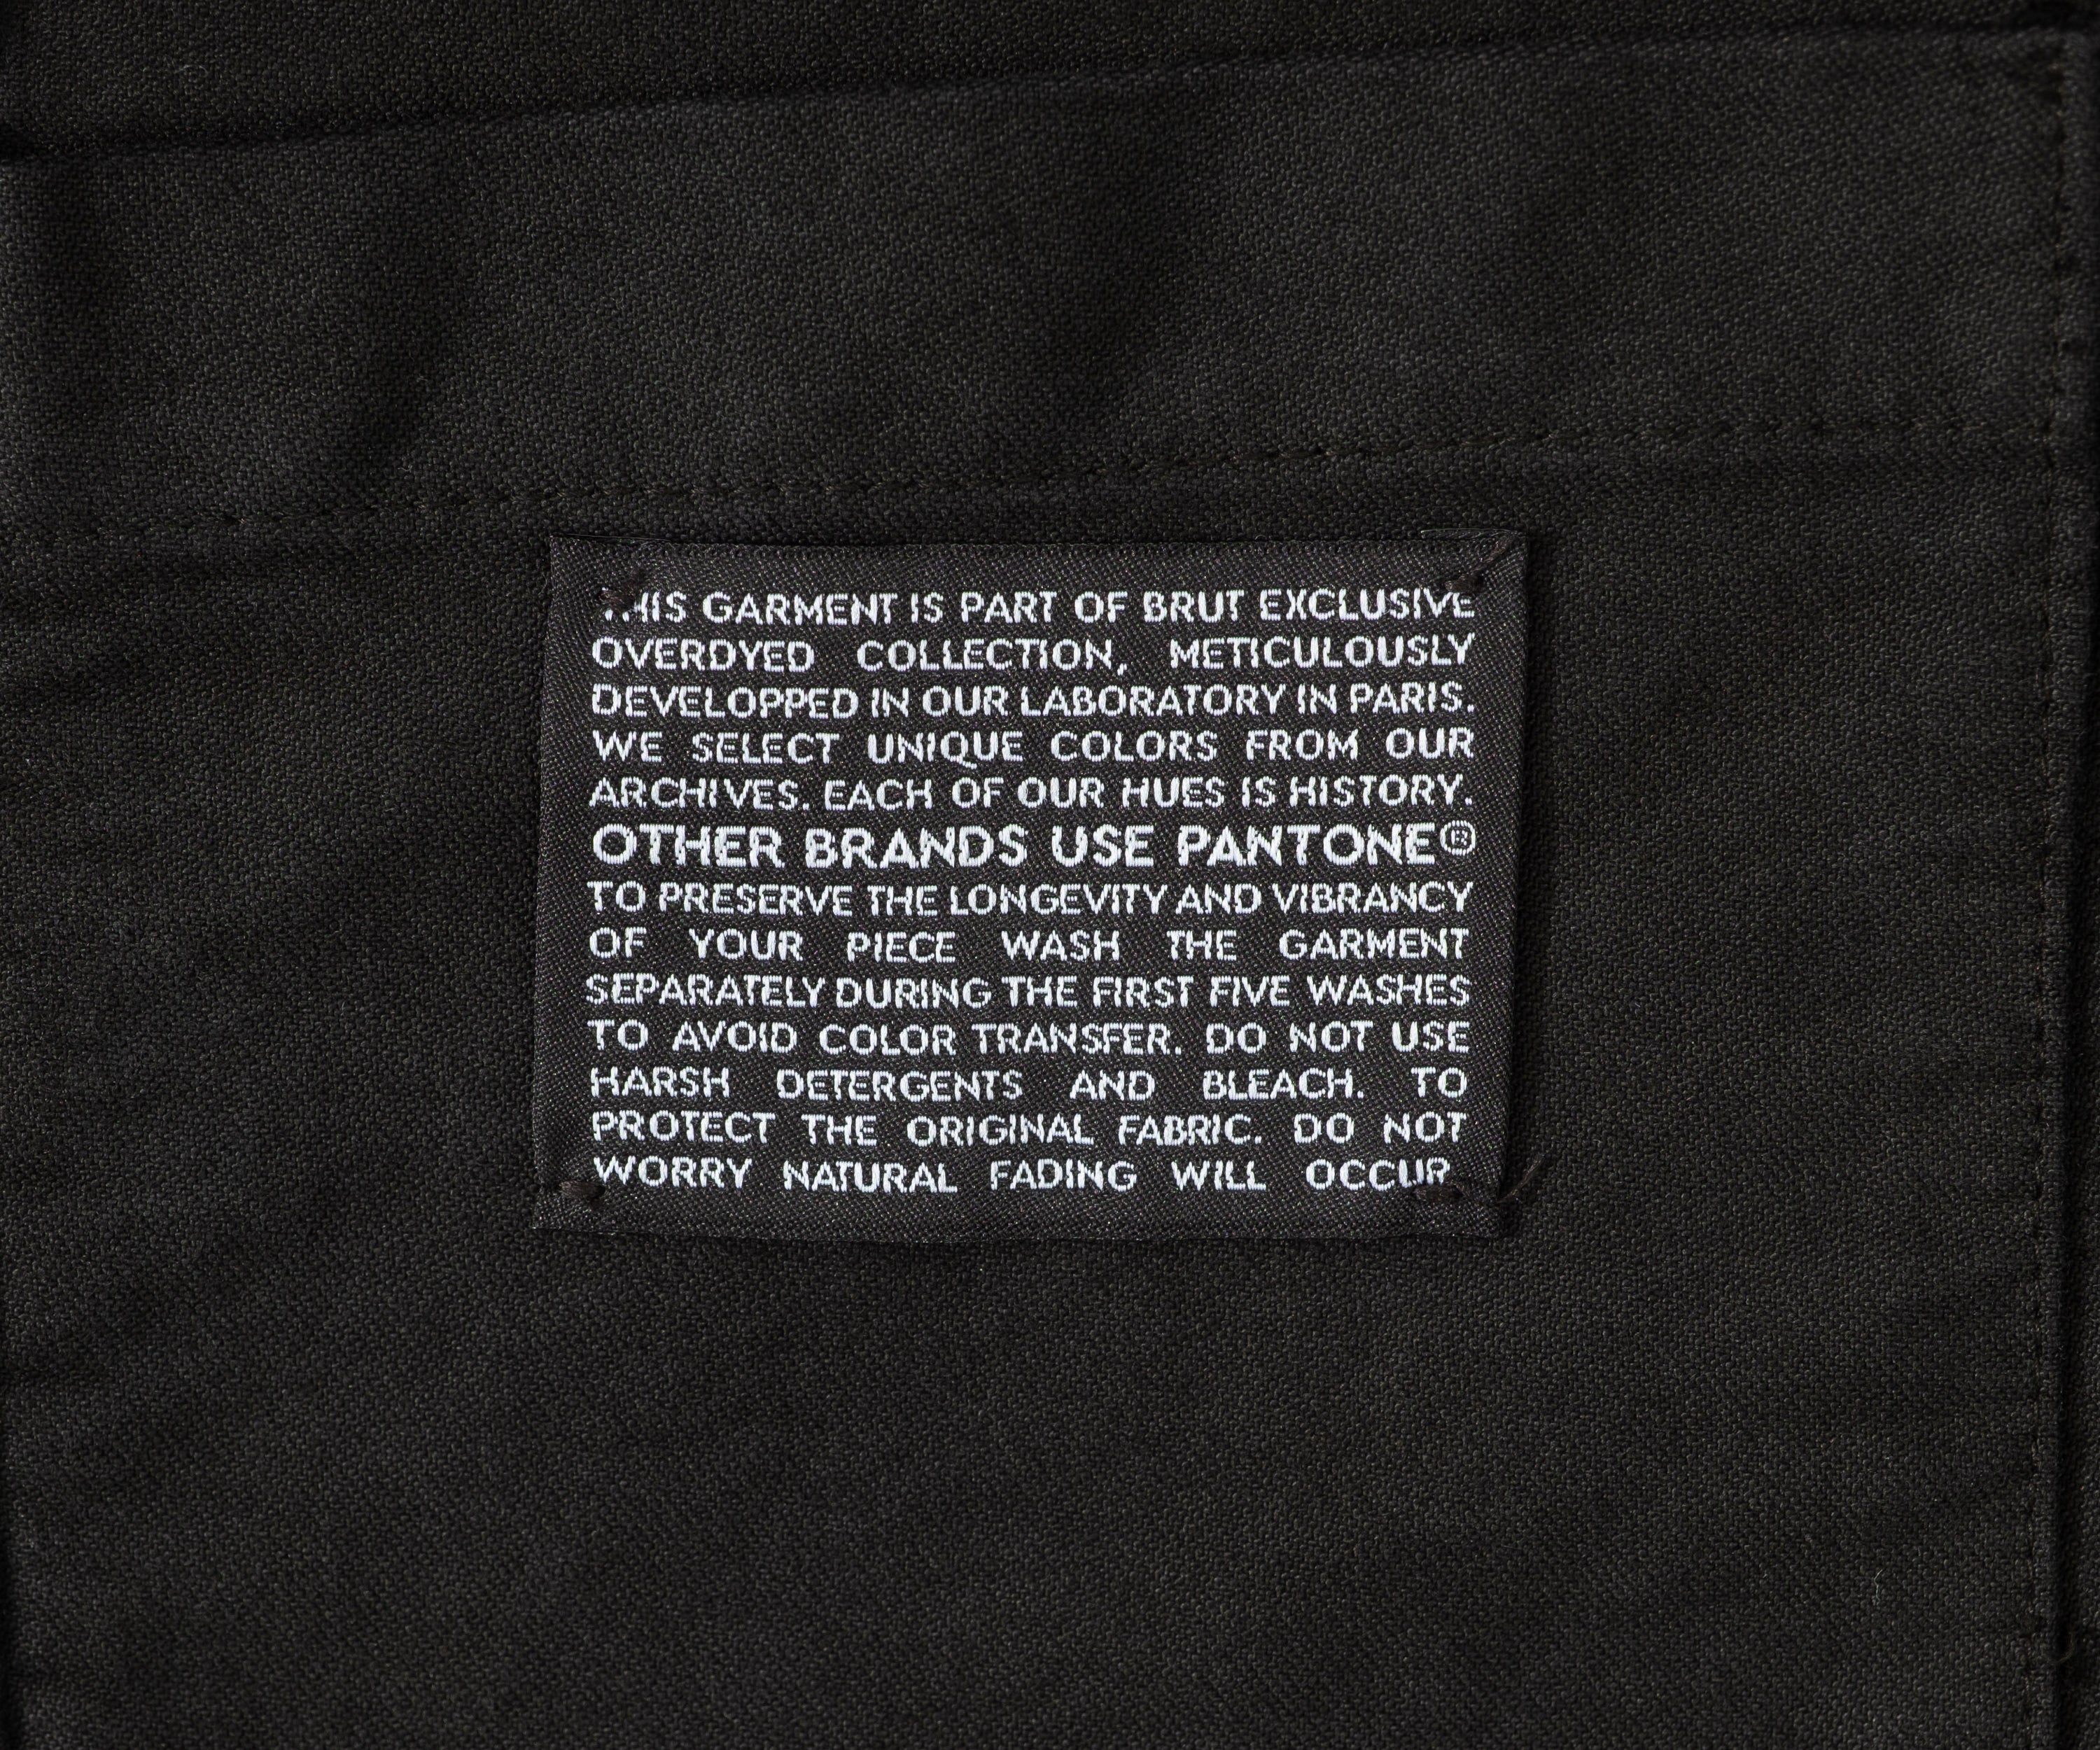 THIS GARMENT IS PART OF BRUT EXCLUSIVE
OVERDYED COLLECTION, METICULOUSLY
DEVELOPPED IN OUR LABORATORY IN PARIS.
WE SELECT UNIQUE COLORS FROM OUR
ARCHIVES. EACH OF OUR HUES IS HISTORY.
OTHER BRANDS USE PANTONE®
TO PRESERVE THE LONGEVITY AND VIBRANCY
OF YOUR PIECE WASH THE GARMENT
SEPARATELY DURING THE FIRST FIVE WASHES
TO AVOID COLOR TRANSFER. DO NOT USE
HARSH DETERGENTS AND BLEACH. TO
PROTECT THE ORIGINAL FABRIC. DO NOT
WORRY NATURAL FADING WILL OCCUR